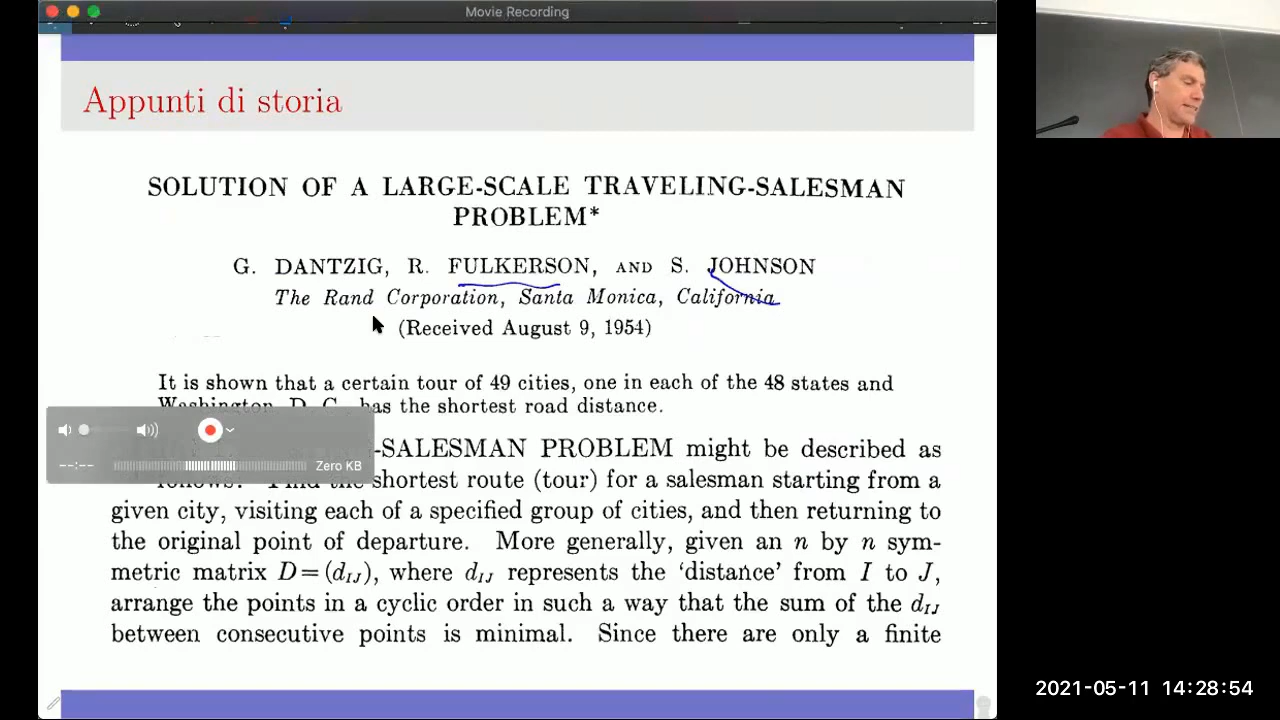 Movie Recording
Appunti di storia
SOLUTION OF A LARGE-SCALE TRAVELING-SALESMAN
PROBLEM*
G. DANTZIG, R. FULKERSON, AND S. JOHNSON
The Rand Corporation, Santa Monica, California
(Received August 9, 1954)
It is shown that a certain tour of 49 cities, one in each of the 48 states and
Washington, D. C., has the shortest road distance.
-SALESMAN PROBLEM might be described as
follows: Find the shortest route (tour) for a salesman starting from a
given city, visiting each of a specified group of cities, and then returning to
the original point of departure. More generally, given an n by n sym-
metric matrix D=(dIJ), where dIJ represents the 'distance' from I to J,
arrange the points in a cyclic order in such a way that the sum of the dIJ
between consecutive points is minimal. Since there are only a finite
--:--
Zero KB
2021-05-11 14:28:54